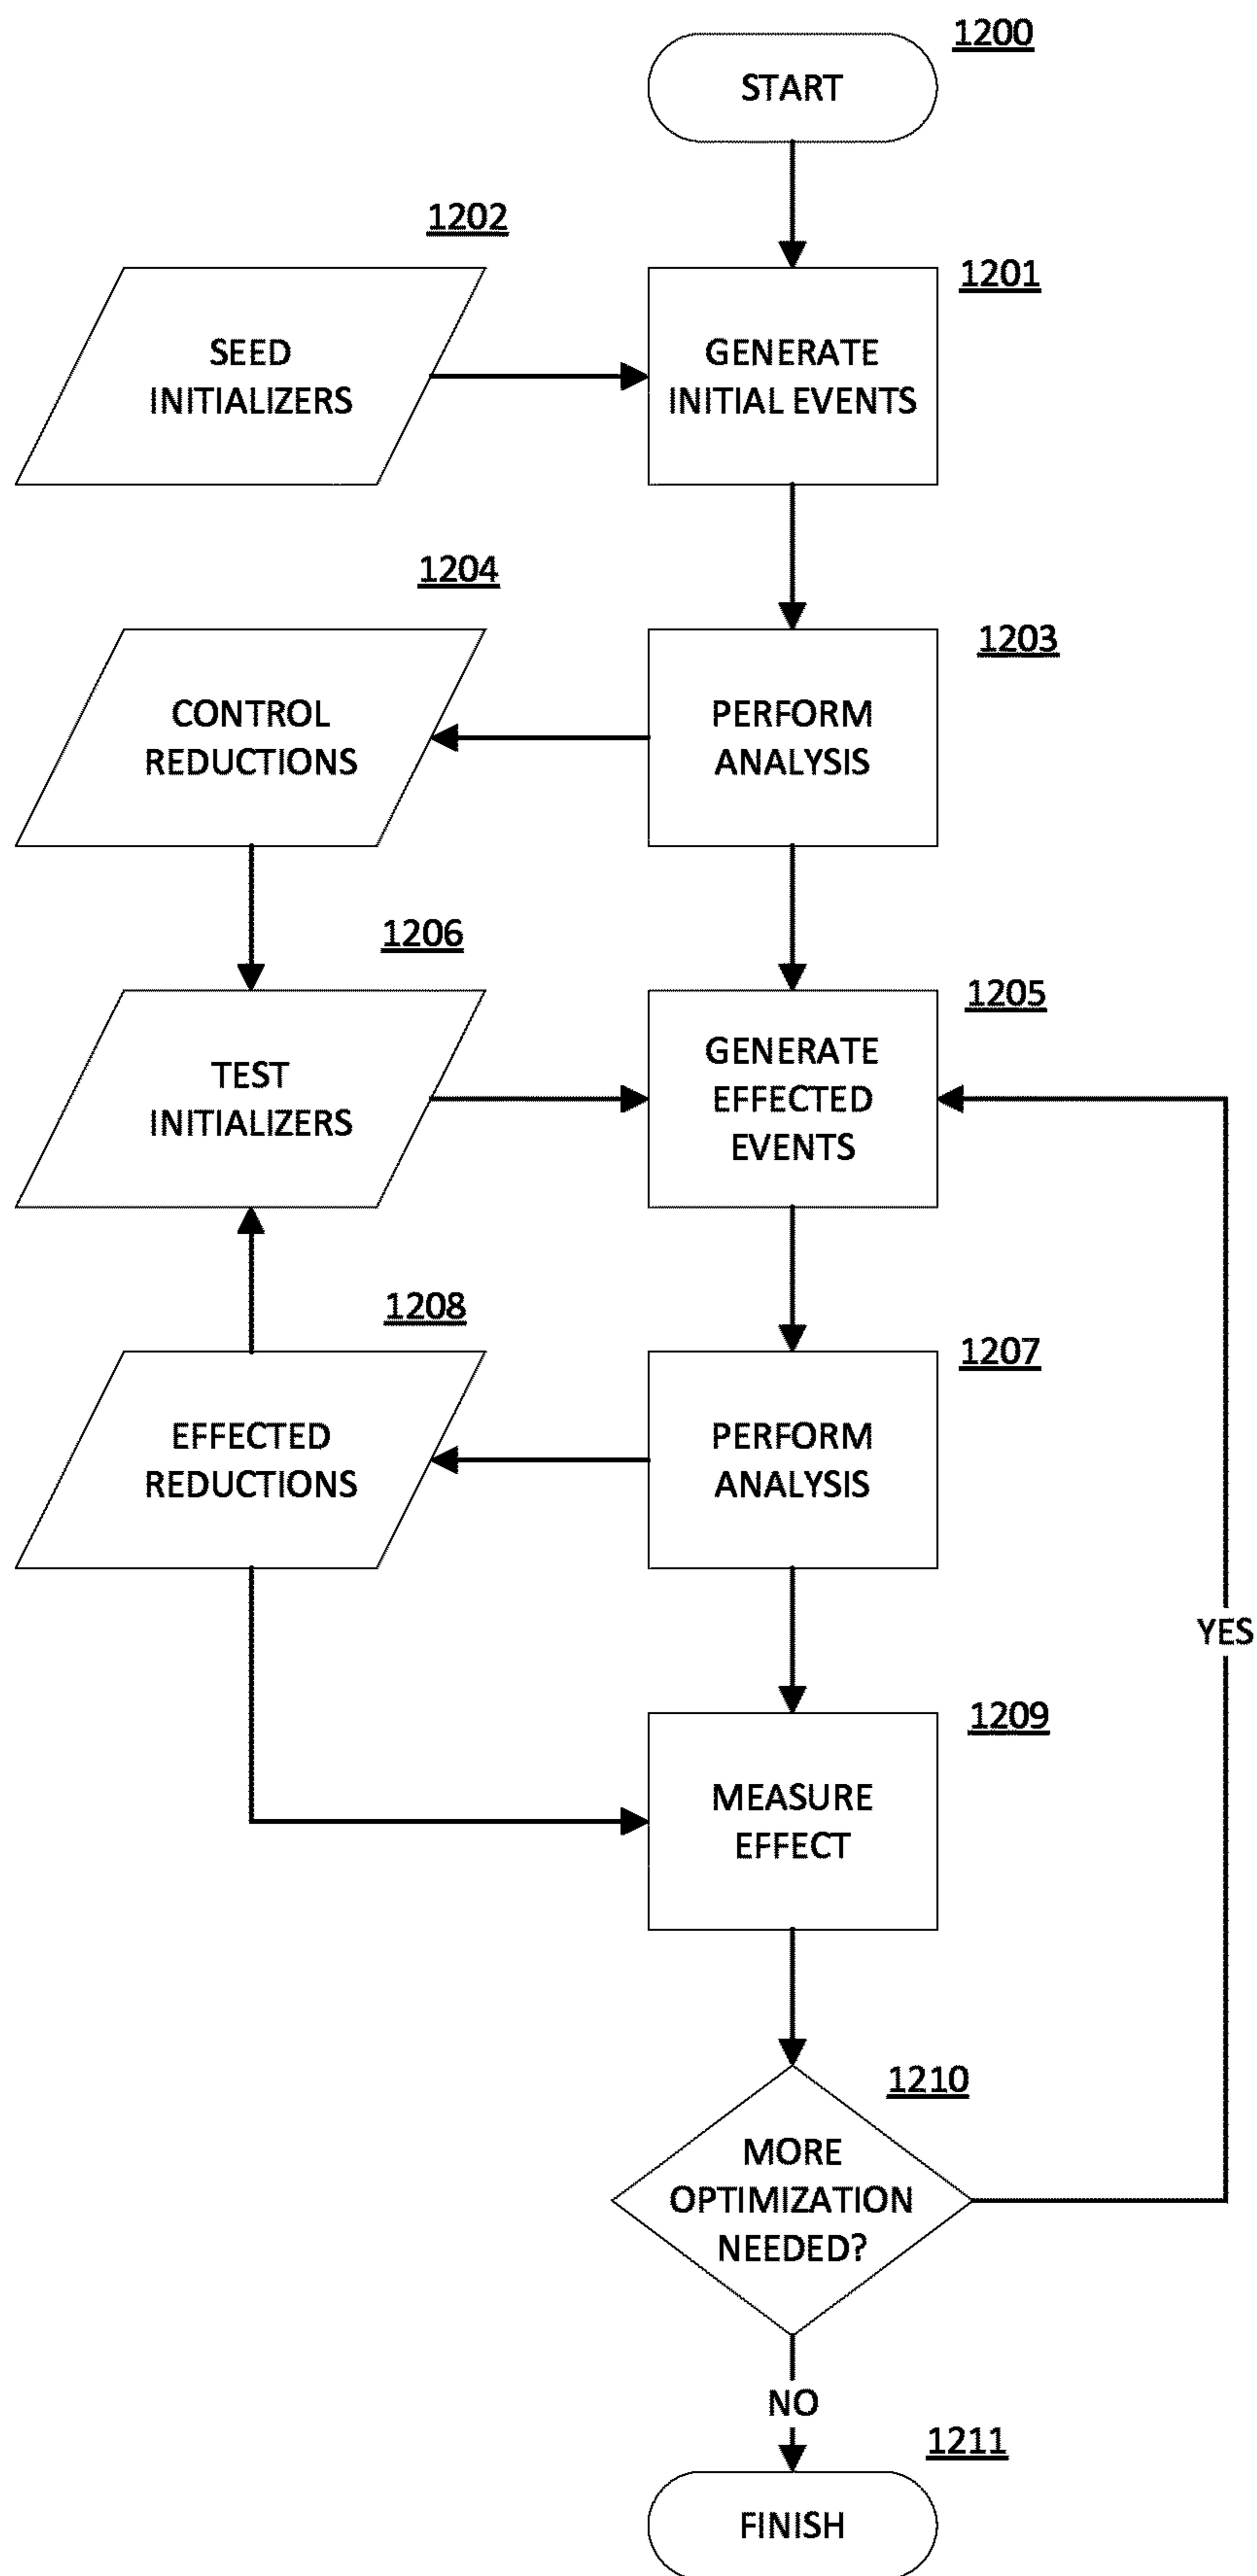 1200
START
1202
1201
SEED
INITIALIZERS
GENERATE
INITIAL EVENTS
1204
1203
CONTROL
REDUCTIONS
PERFORM
ANALYSIS
1206
1205
TEST
INITIALIZERS
GENERATE
EFFECTED
EVENTS
1208
1207
EFFECTED
REDUCTIONS
PERFORM
ANALYSIS
YES
1209
MEASURE
EFFECT
1210
MORE
OPTIMIZATION
NEEDED?
NO
1211
FINISH